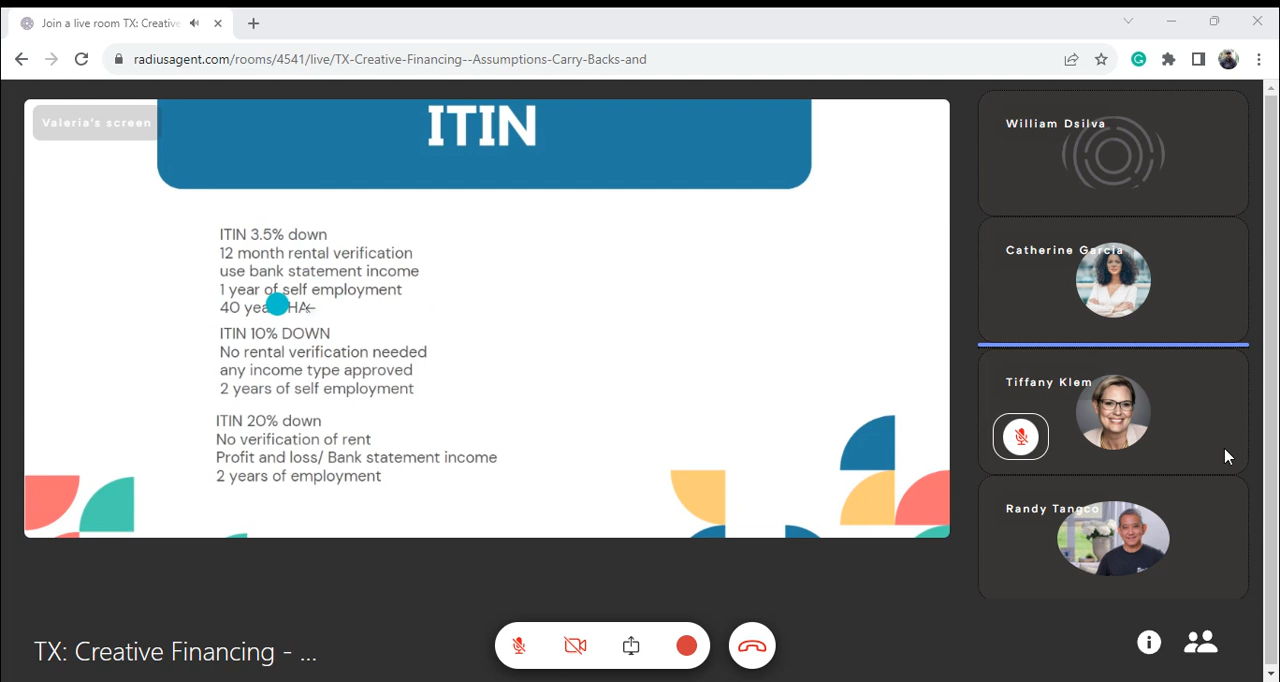 Join a live room TX: Creative
radiusagent.com/rooms/4541/live/TX-Creative-Financing--Assumptions-Carry-Backs-and
Valeria's screen
ITIN
ITIN 3.5% down
12 month rental verification
use bank statement income
1 year of self employment
40 year
ITIN 10% DOWN
No rental verification needed
any income type approved
2 years of self employment
ITIN 20% down
No verification of rent
Profit and loss/ Bank statement income
2 years of employment
William Dsilva
Catherine Garcia
Tiffany Klem
Randy Tangco
TX: Creative Financing - ...